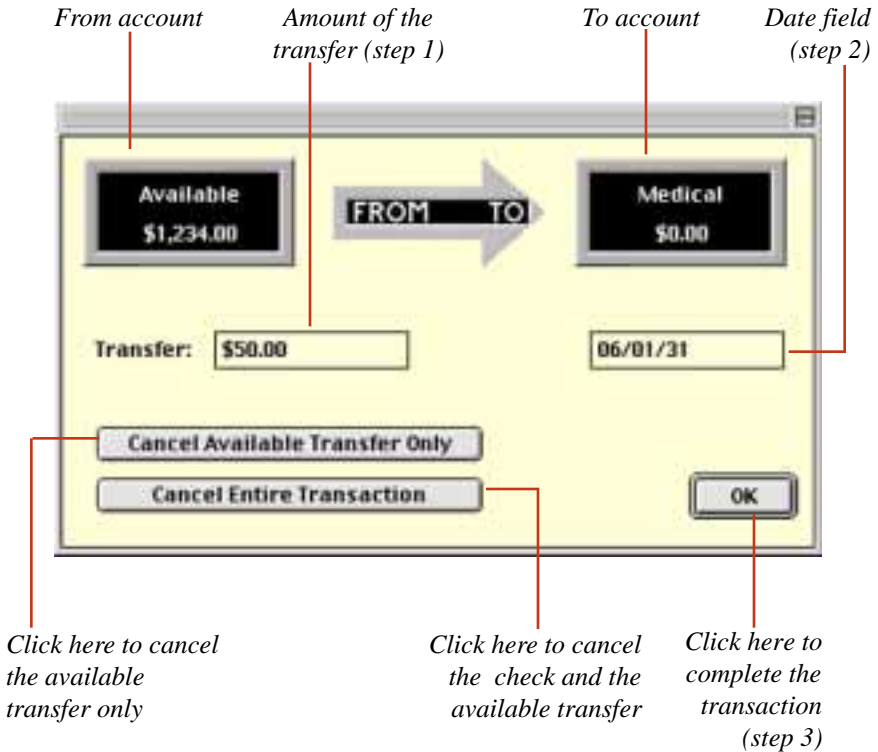 From account
Amount of the
transfer (step 1)
To account
Date field
(step 2)
Available
$1,234.00
FROM TO
Medical
$0.00
Transfer: $50.00
06/01/31
Cancel Available Transfer Only
Cancel Entire Transaction
OK
Click here to cancel
the available
transfer only
Click here to cancel
the check and the
available transfer
Click here to
complete the
transaction
(step 3)